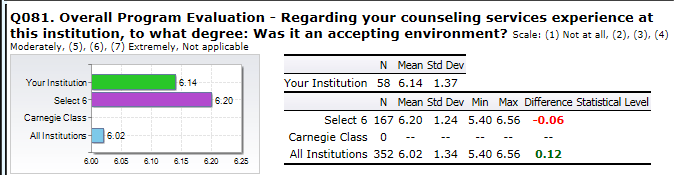 Q081. Overall Program Evaluation - Regarding your counseling services experience at
this institution, to what degree: Was it an accepting environment? Scale: (1) Not at all, (2), (3), (4)
Moderately, (5), (6), (7) Extremely, Not applicable
Your Institution 6.14
Select 6 6.20
Carnegie Class
All Institutions 6.02
6.00 6.05 6.10 6.15 6.20 6.25
N Mean Std Dev
Your Institution 58 6.14 1.37
N Mean Std Dev Min Max Difference Statistical Level
Select 6 167 6.20 1.24 5.40 6.56 -0.06
Carnegie Class 0 -- -- -- -- --
All Institutions 352 6.02 1.34 5.40 6.56 0.12